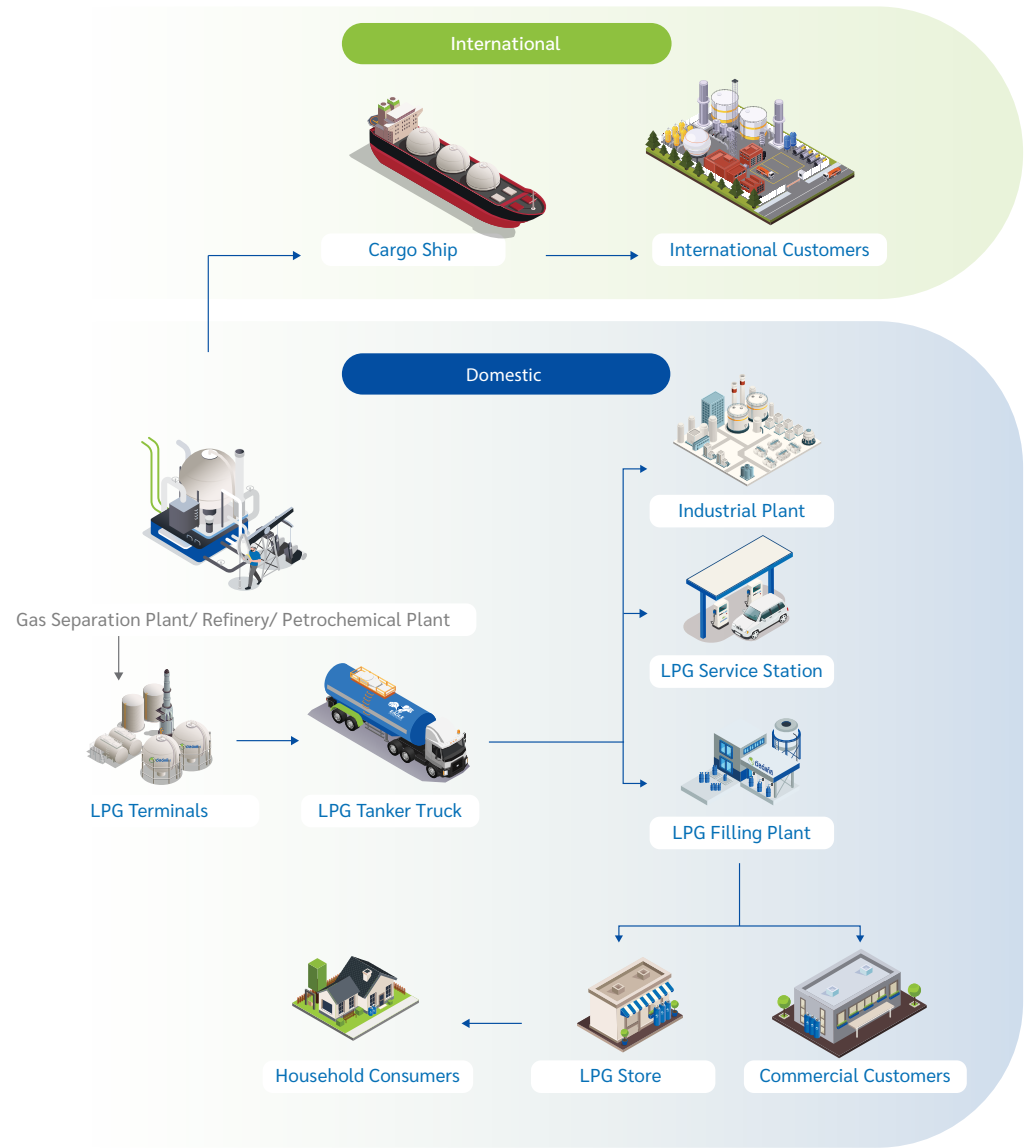 International
Cargo Ship
International Customers
Domestic
Industrial Plant
Gas Separation Plant/ Refinery/ Petrochemical Plant
LPG Service Station
LPG Terminals
LPG Tanker Truck
LPG Filling Plant
Household Consumers
LPG Store
Commercial Customers